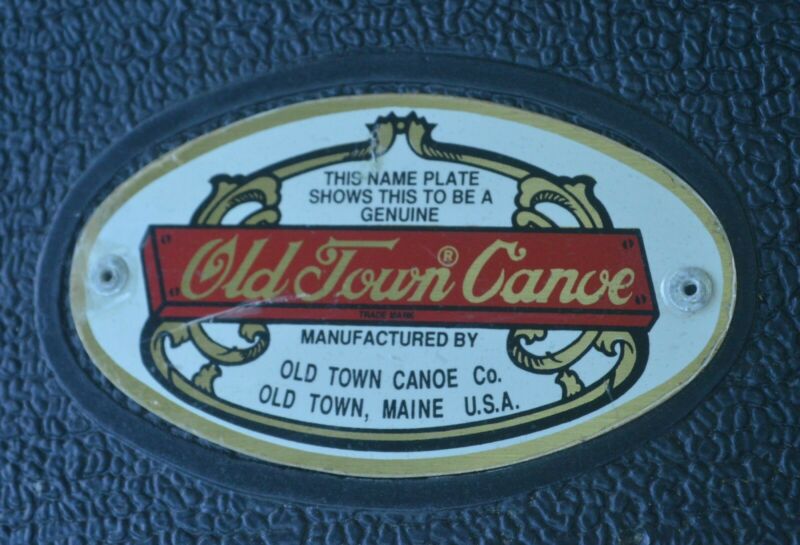 THIS NAME PLATE
SHOWS THIS TO BE A
GENUINE
Old Town® Canoe
TRADE MARK
MANUFACTURED BY
OLD TOWN CANOE Co.
OLD TOWN, MAINE U.S.A.